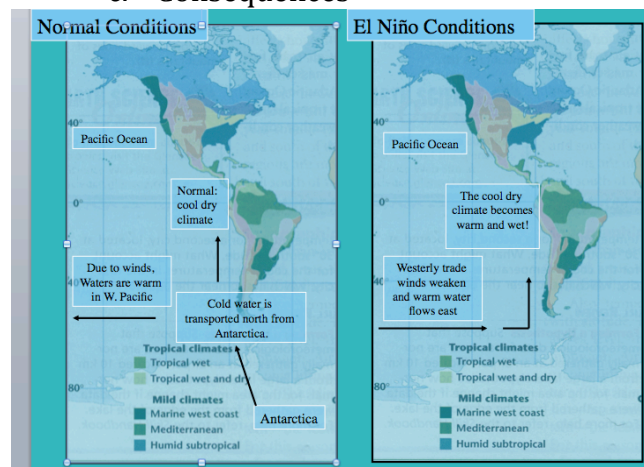 a. Consequences
Normal Conditions
40°
Pacific Ocean
Normal:
cool dry
climate
0°
Due to winds,
Waters are warm
in W. Pacific
40
Cold water is
transported north from
Antarctica.
Tropical climates
Tropical wet
Tropical wet and dry
80°
Mild climates
Marine west coast
Mediterranean
Humid subtropical
Antarctica
El Niño Conditions
40°
Pacific Ocean
The cool dry
climate becomes
warm and wet!
0°
Westerly trade
winds weaken
and warm water
flows east
40
Tropical climates
Tropical wet
Tropical wet and dry
80°
Mild climates
Marine west coast
Mediterranean
Humid subtropical